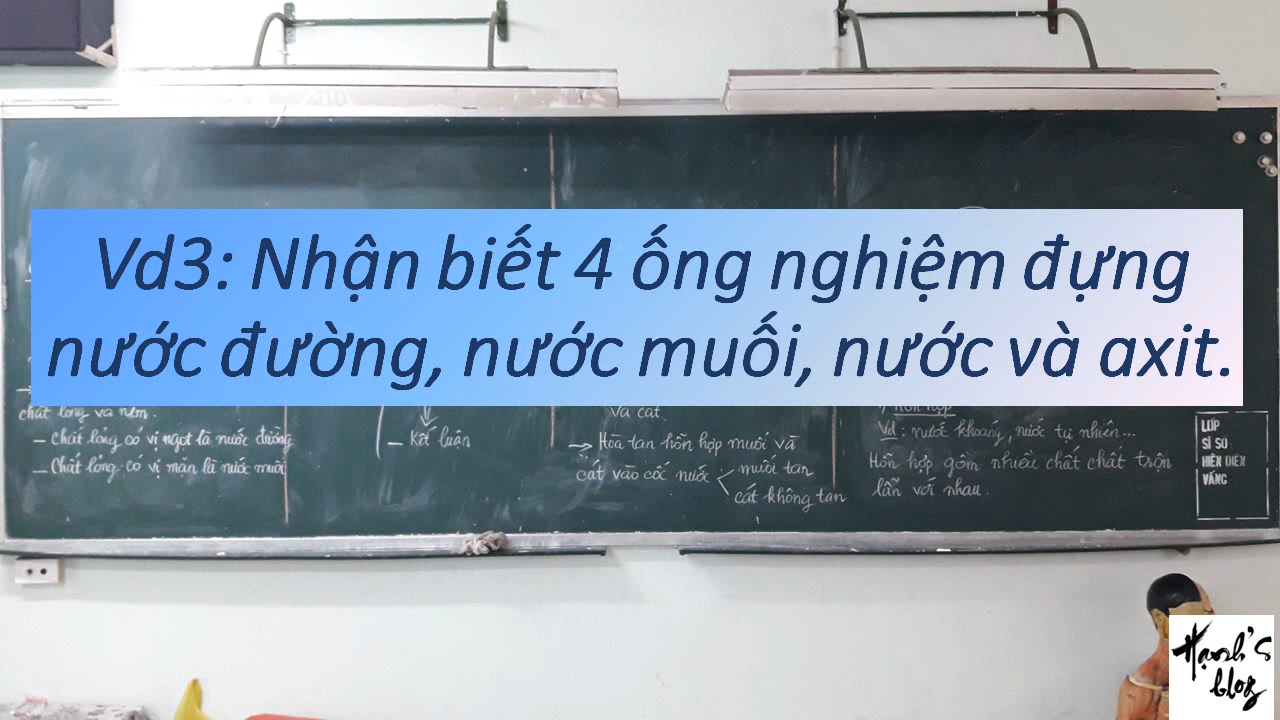 Vd3: Nhận biết 4 ống nghiệm đựng
nước đường, nước muối, nước và axit.
chất lỏng và nếm.
- Chất lỏng có vị ngọt là nước đường
- Chất lỏng có vị mặn là nước muối
- Kết luận
và cát.
→ Hòa tan hỗn hợp muối và
cát vào cốc nước
muối tan
cát không tan
Hỗn hợp
Vd: nước khoáng, nước tự nhiên...
Hỗn hợp gồm nhiều chất chất trộn
lẫn với nhau.
LỚP
SĨ SỐ
HIỆN DIỆN
VẮNG
Hạnh's
blog